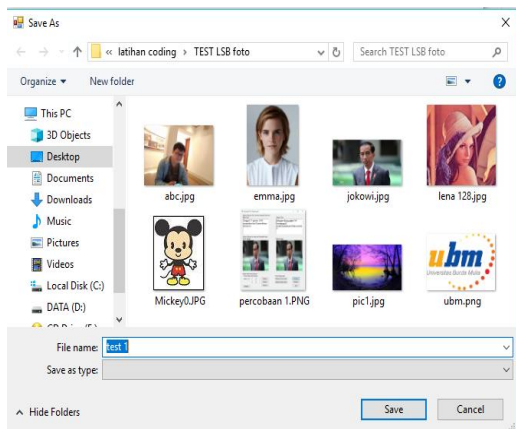 Save As
« latihan coding › TEST LSB foto
Search TEST LSB foto
Organize
New folder
This PC
3D Objects
Desktop
Documents
Downloads
Music
Pictures
Videos
Local Disk (C:)
DATA (D:)
abc.jpg
emma.jpg
jokowi.jpg
lena 128.jpg
Mickey0.JPG
percobaan 1.PNG
pic1.jpg
ubm
Universitas Bunda Mulia
ubm.png
File name: test 1
Save as type:
Hide Folders
Save
Cancel